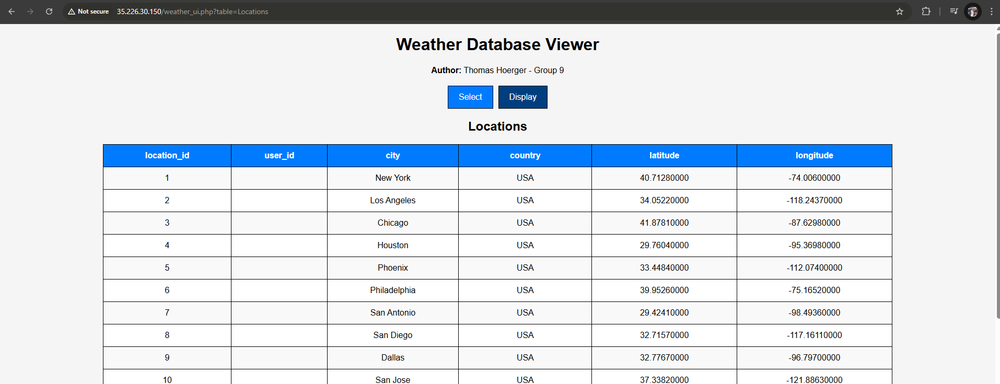 Not secure 35.226.30.150/weather_ui.php?table=Locations
Weather Database Viewer
Author: Thomas Hoerger - Group 9
Select Display
Locations
location_id user_id city country latitude longitude
1 New York USA 40.71280000 -74.00600000
2 Los Angeles USA 34.05220000 -118.24370000
3 Chicago USA 41.87810000 -87.62980000
4 Houston USA 29.76040000 -95.36980000
5 Phoenix USA 33.44840000 -112.07400000
6 Philadelphia USA 39.95260000 -75.16520000
7 San Antonio USA 29.42410000 -98.49360000
8 San Diego USA 32.71570000 -117.16110000
9 Dallas USA 32.77670000 -96.79700000
10 San Jose USA 37.33820000 -121.88630000